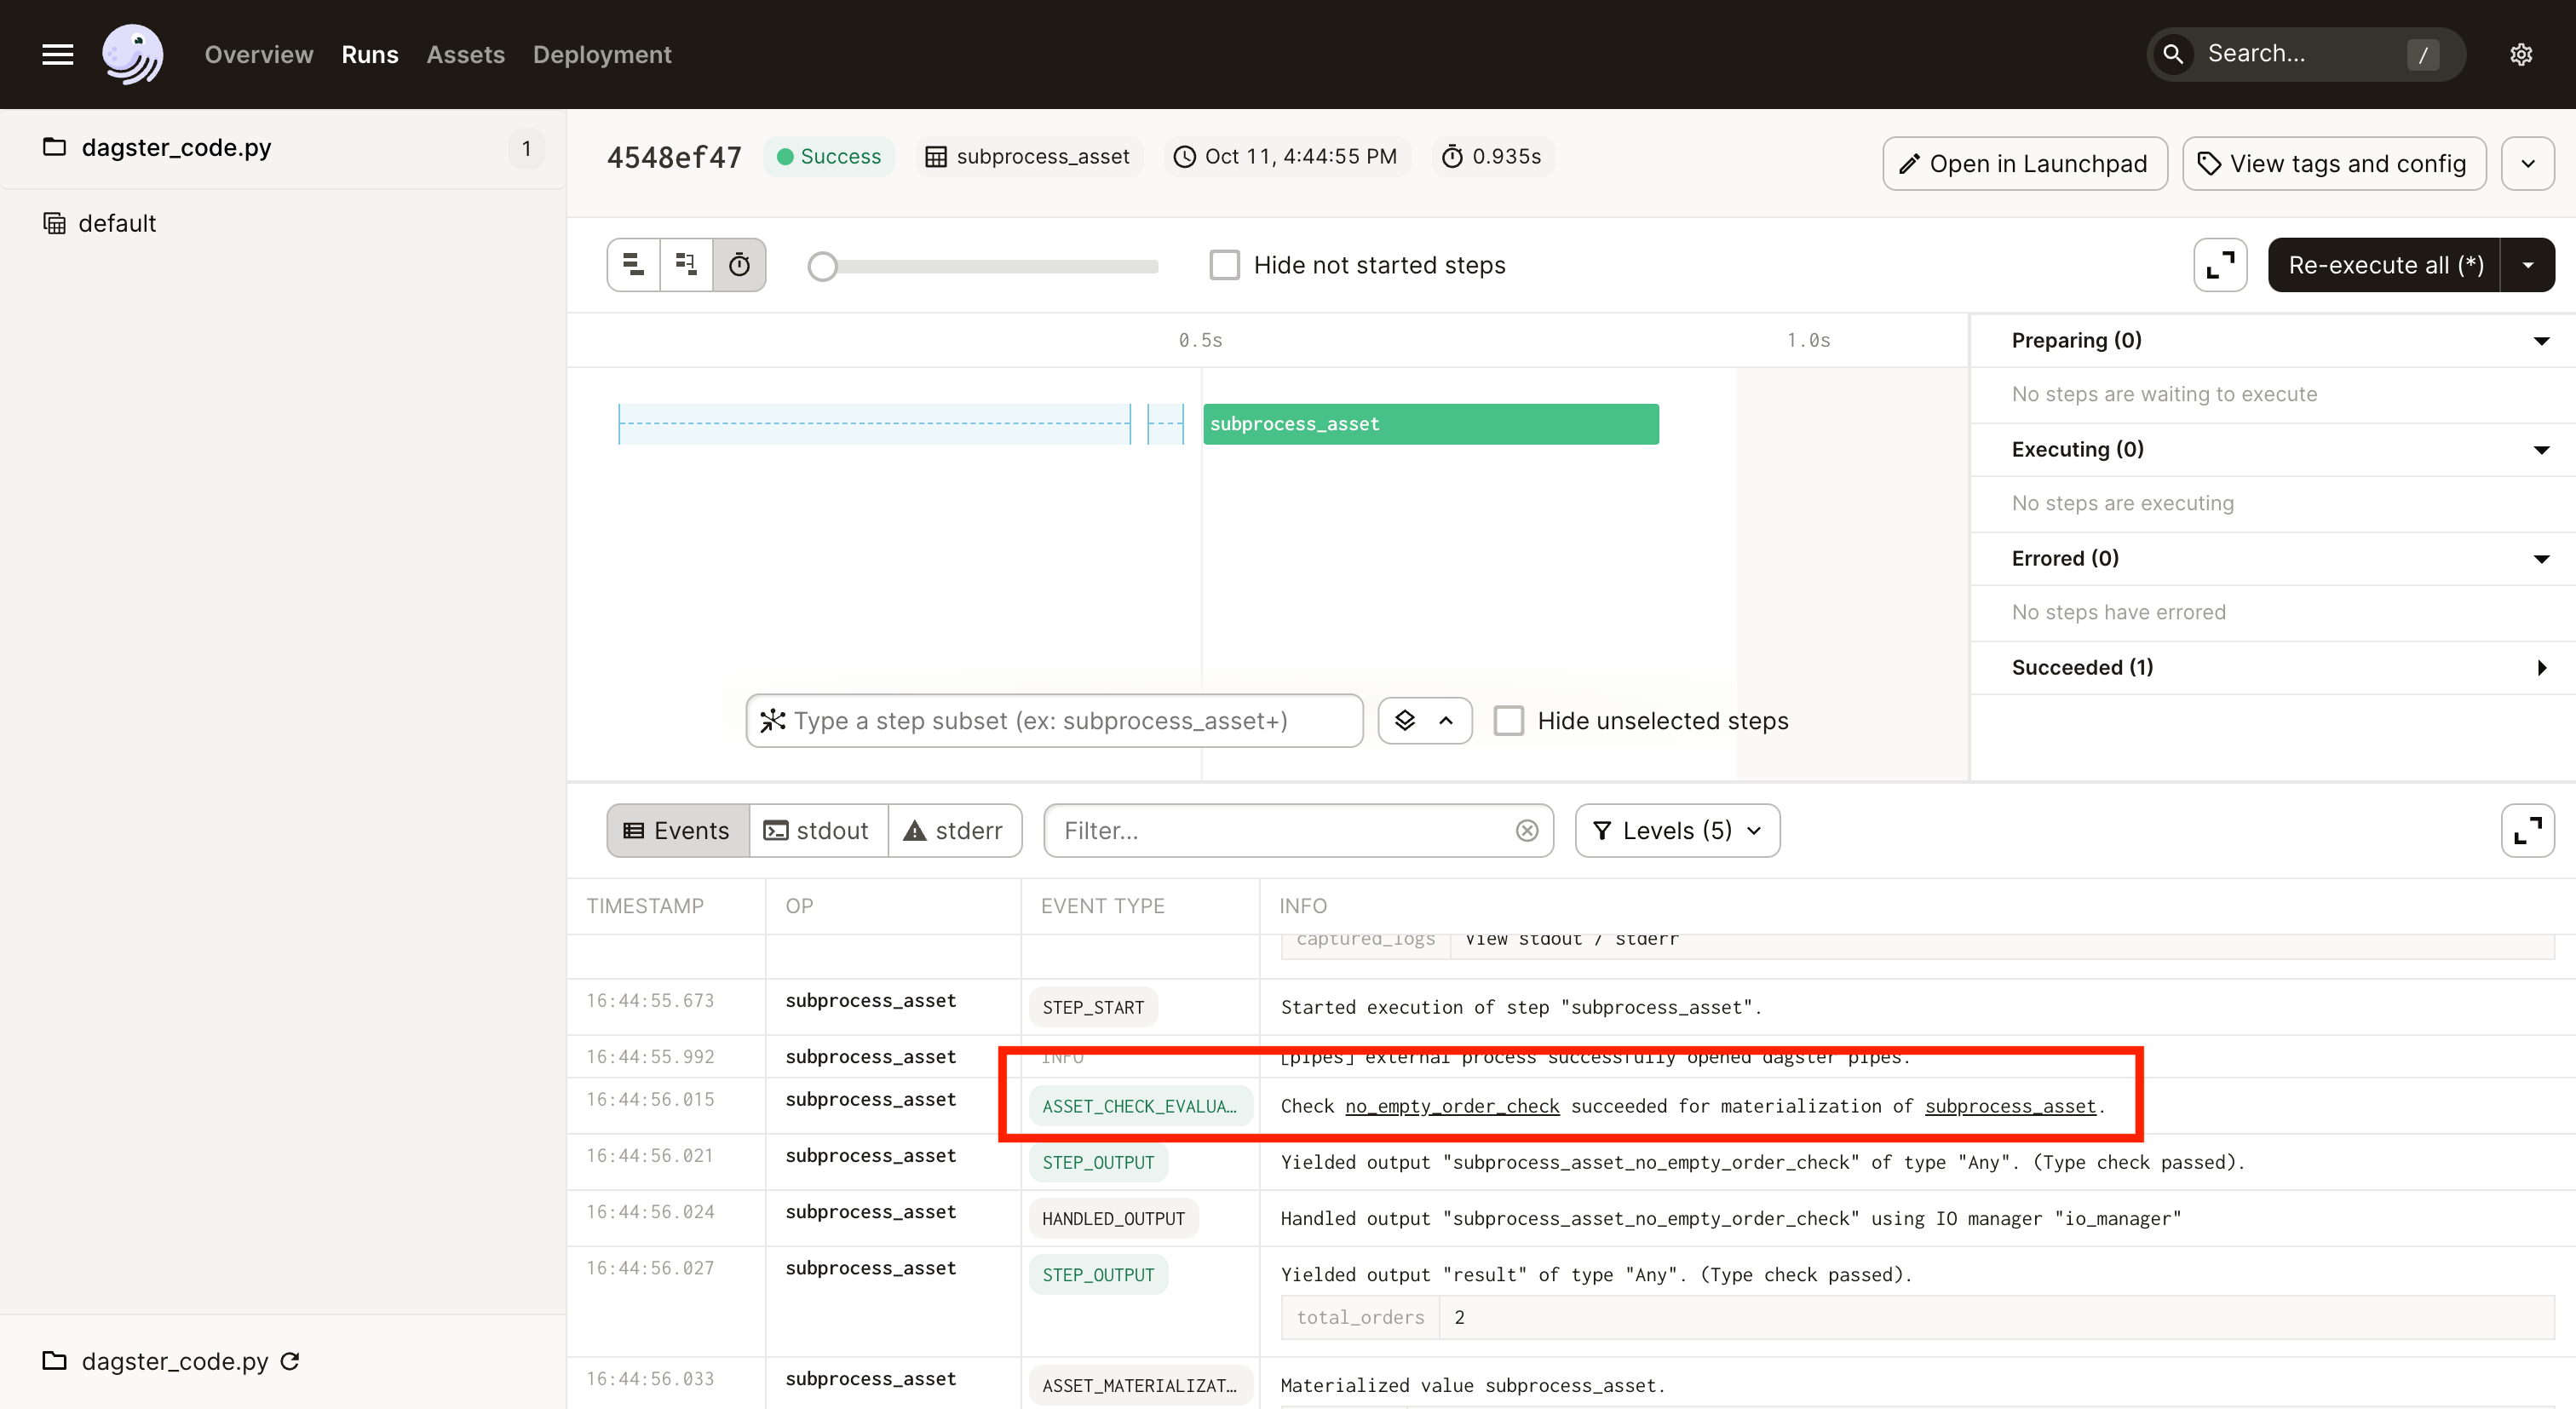 Overview Runs Assets Deployment Search... /
dagster_code.py 1
default
4548ef47 Success subprocess_asset Oct 11, 4:44:55 PM 0.935s Open in Launchpad View tags and config
Hide not started steps Re-execute all (*)
0.5s 1.0s
subprocess_asset
Preparing (0)
No steps are waiting to execute
Executing (0)
No steps are executing
Errored (0)
No steps have errored
Succeeded (1)
Type a step subset (ex: subprocess_asset+) Hide unselected steps
Events stdout stderr Filter... Levels (5)
TIMESTAMP OP EVENT TYPE INFO
captured_logs View stdout / stderr
16:44:55.673 subprocess_asset STEP_START Started execution of step "subprocess_asset".
16:44:55.992 subprocess_asset INFO [pipes] external process successfully opened dagster pipes.
16:44:56.015 subprocess_asset ASSET_CHECK_EVALUA… Check no_empty_order_check succeeded for materialization of subprocess_asset.
16:44:56.021 subprocess_asset STEP_OUTPUT Yielded output "subprocess_asset_no_empty_order_check" of type "Any". (Type check passed).
16:44:56.024 subprocess_asset HANDLED_OUTPUT Handled output "subprocess_asset_no_empty_order_check" using IO manager "io_manager"
16:44:56.027 subprocess_asset STEP_OUTPUT Yielded output "result" of type "Any". (Type check passed).
total_orders 2
16:44:56.033 subprocess_asset ASSET_MATERIALIZAT… Materialized value subprocess_asset.
dagster_code.py